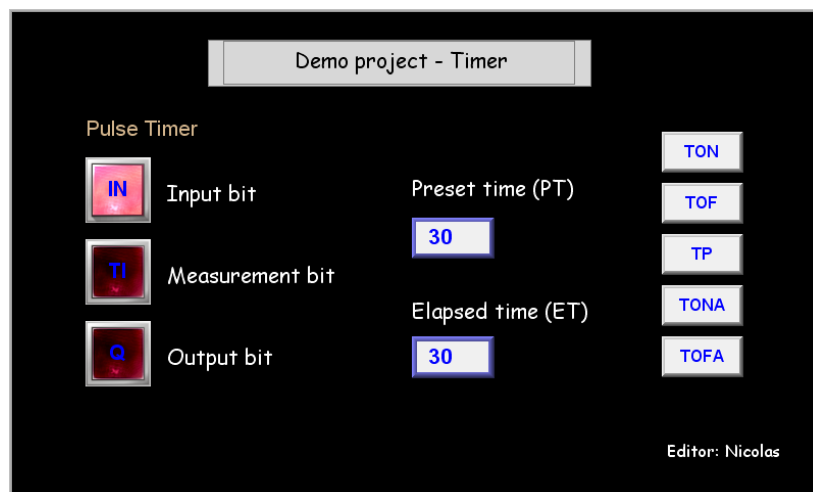 Demo project - Timer
Pulse Timer
IN
Input bit
TI
Measurement bit
Q
Output bit
Preset time (PT)
30
Elapsed time (ET)
30
TON
TOF
TP
TONA
TOFA
Editor: Nicolas